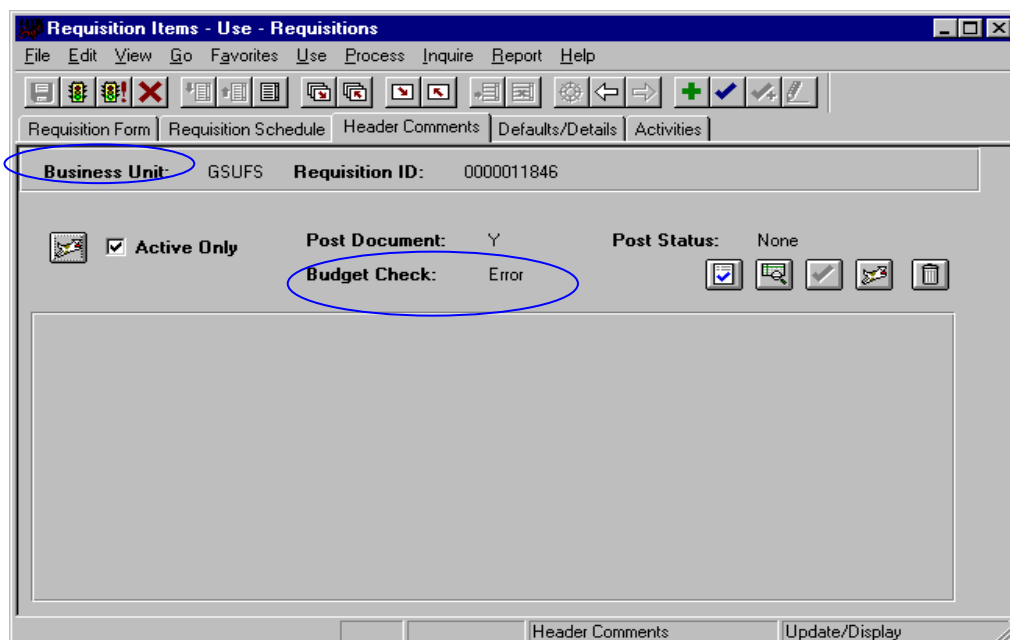 Requisition Items - Use - Requisitions
File Edit View Go Favorites Use Process Inquire Report Help
Requisition Form Requisition Schedule Header Comments Defaults/Details Activities
Business Unit: GSUFS Requisition ID: 0000011846
Active Only Post Document: Y Post Status: None
Budget Check: Error
Header Comments Update/Display